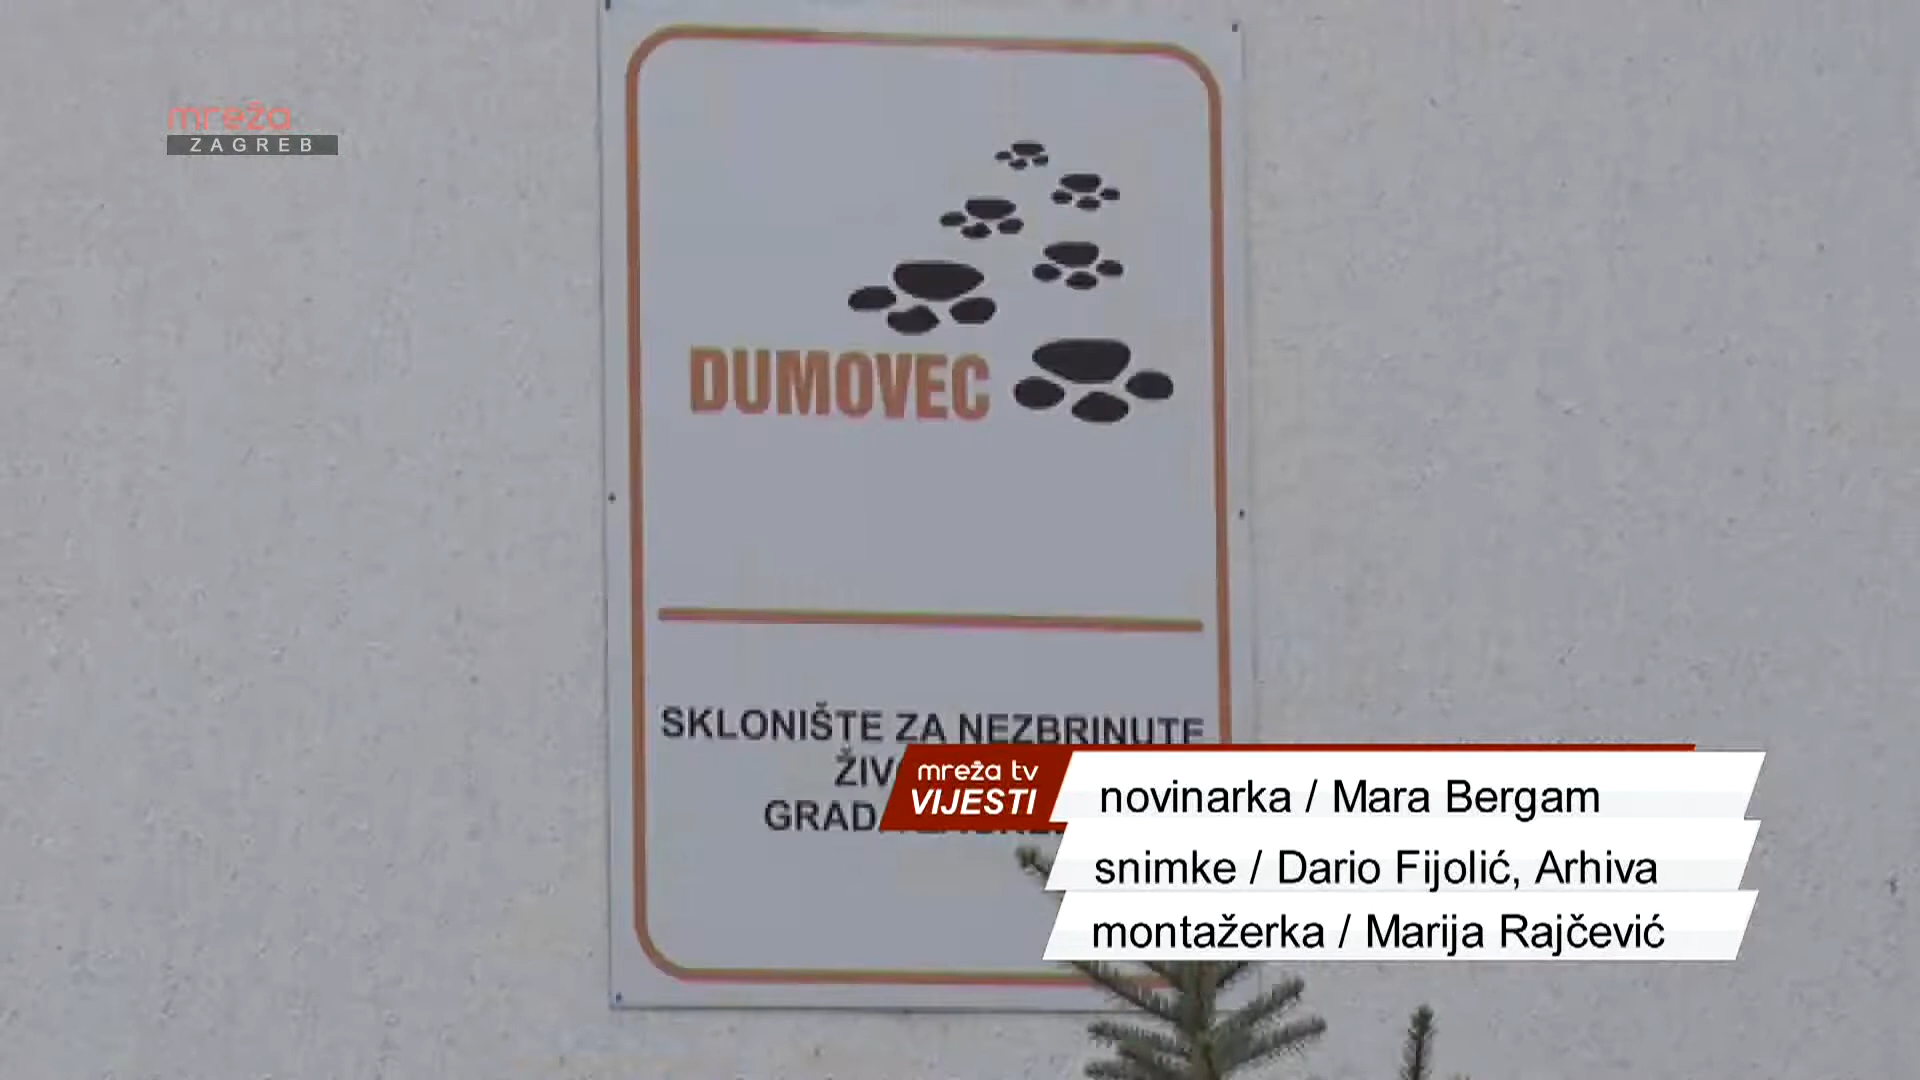 mreža
ZAGREB
DUMOVEC
SKLONIŠTE ZA NEZBRINUTE
GRAD
mreža tv
VIJESTI
novinarka / Mara Bergam
snimke / Dario Fijolić, Arhiva
montažerka / Marija Rajčević